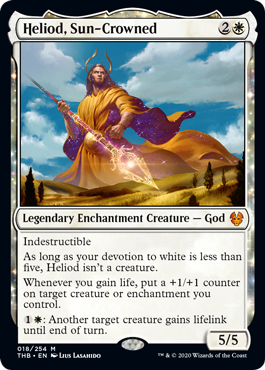 Heliod, Sun-Crowned 2
Legendary Enchantment Creature — God
Indestructible
As long as your devotion to white is less than
five, Heliod isn't a creature.
Whenever you gain life, put a +1/+1 counter
on target creature or enchantment you
control.
1 : Another target creature gains lifelink
until end of turn.
5/5
018/254 M
THB • EN Lius Lasahido ™ & © 2020 Wizards of the Coast